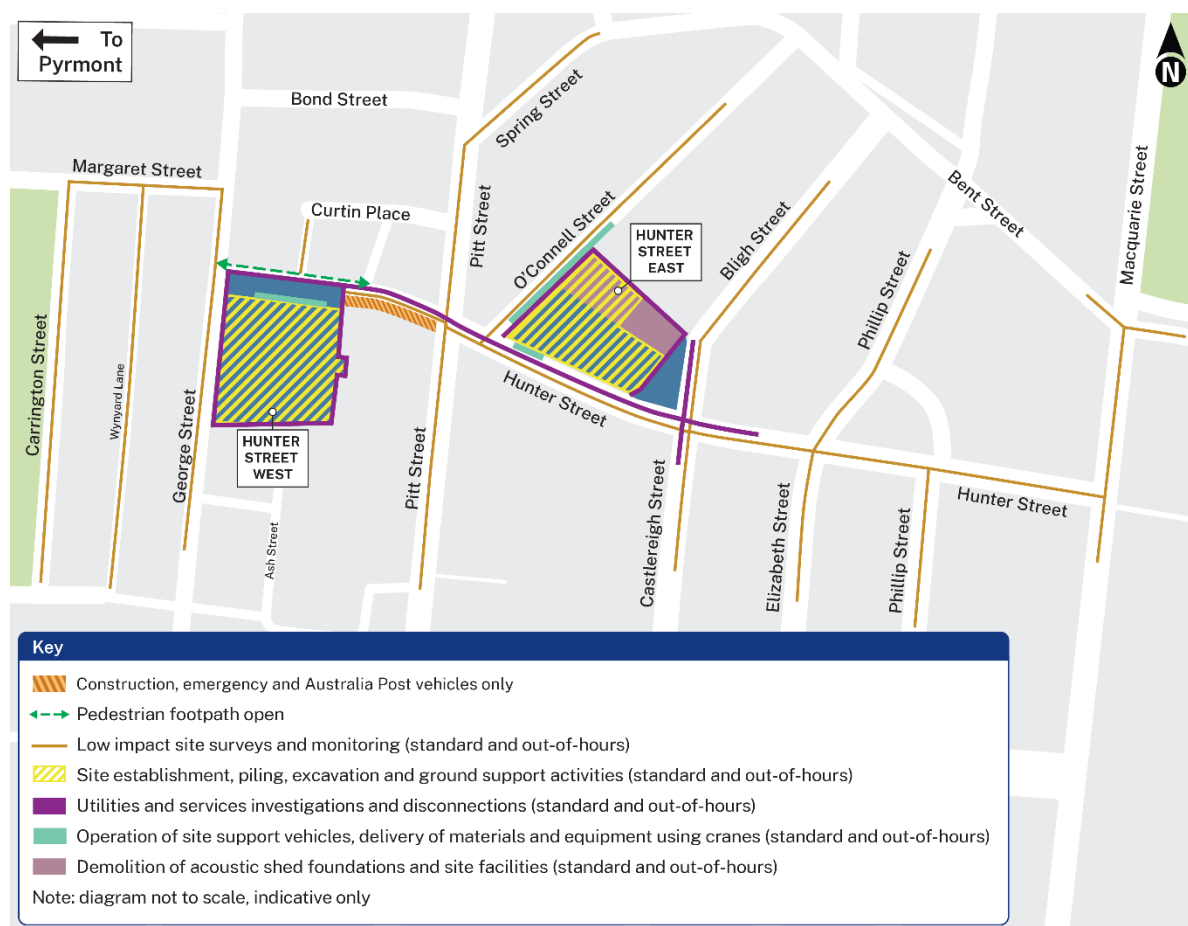 To
Pyrmont
N
Bond Street
Spring Street
Margaret Street
Macquarie Street
Bent Street
Curtin Place
Pitt Street
O'Connell Street
HUNTER
STREET
EAST
Bligh Street
Phillip Street
Carrington Street
Wynyard Lane
George Street
Hunter Street
HUNTER
STREET
WEST
Pitt Street
Ash Street
Castlereigh Street
Elizabeth Street
Phillip Street
Hunter Street
Key
Construction, emergency and Australia Post vehicles only
Pedestrian footpath open
Low impact site surveys and monitoring (standard and out-of-hours)
Site establishment, piling, excavation and ground support activities (standard and out-of-hours)
Utilities and services investigations and disconnections (standard and out-of-hours)
Operation of site support vehicles, delivery of materials and equipment using cranes (standard and out-of-hours)
Demolition of acoustic shed foundations and site facilities (standard and out-of-hours)
Note: diagram not to scale, indicative only